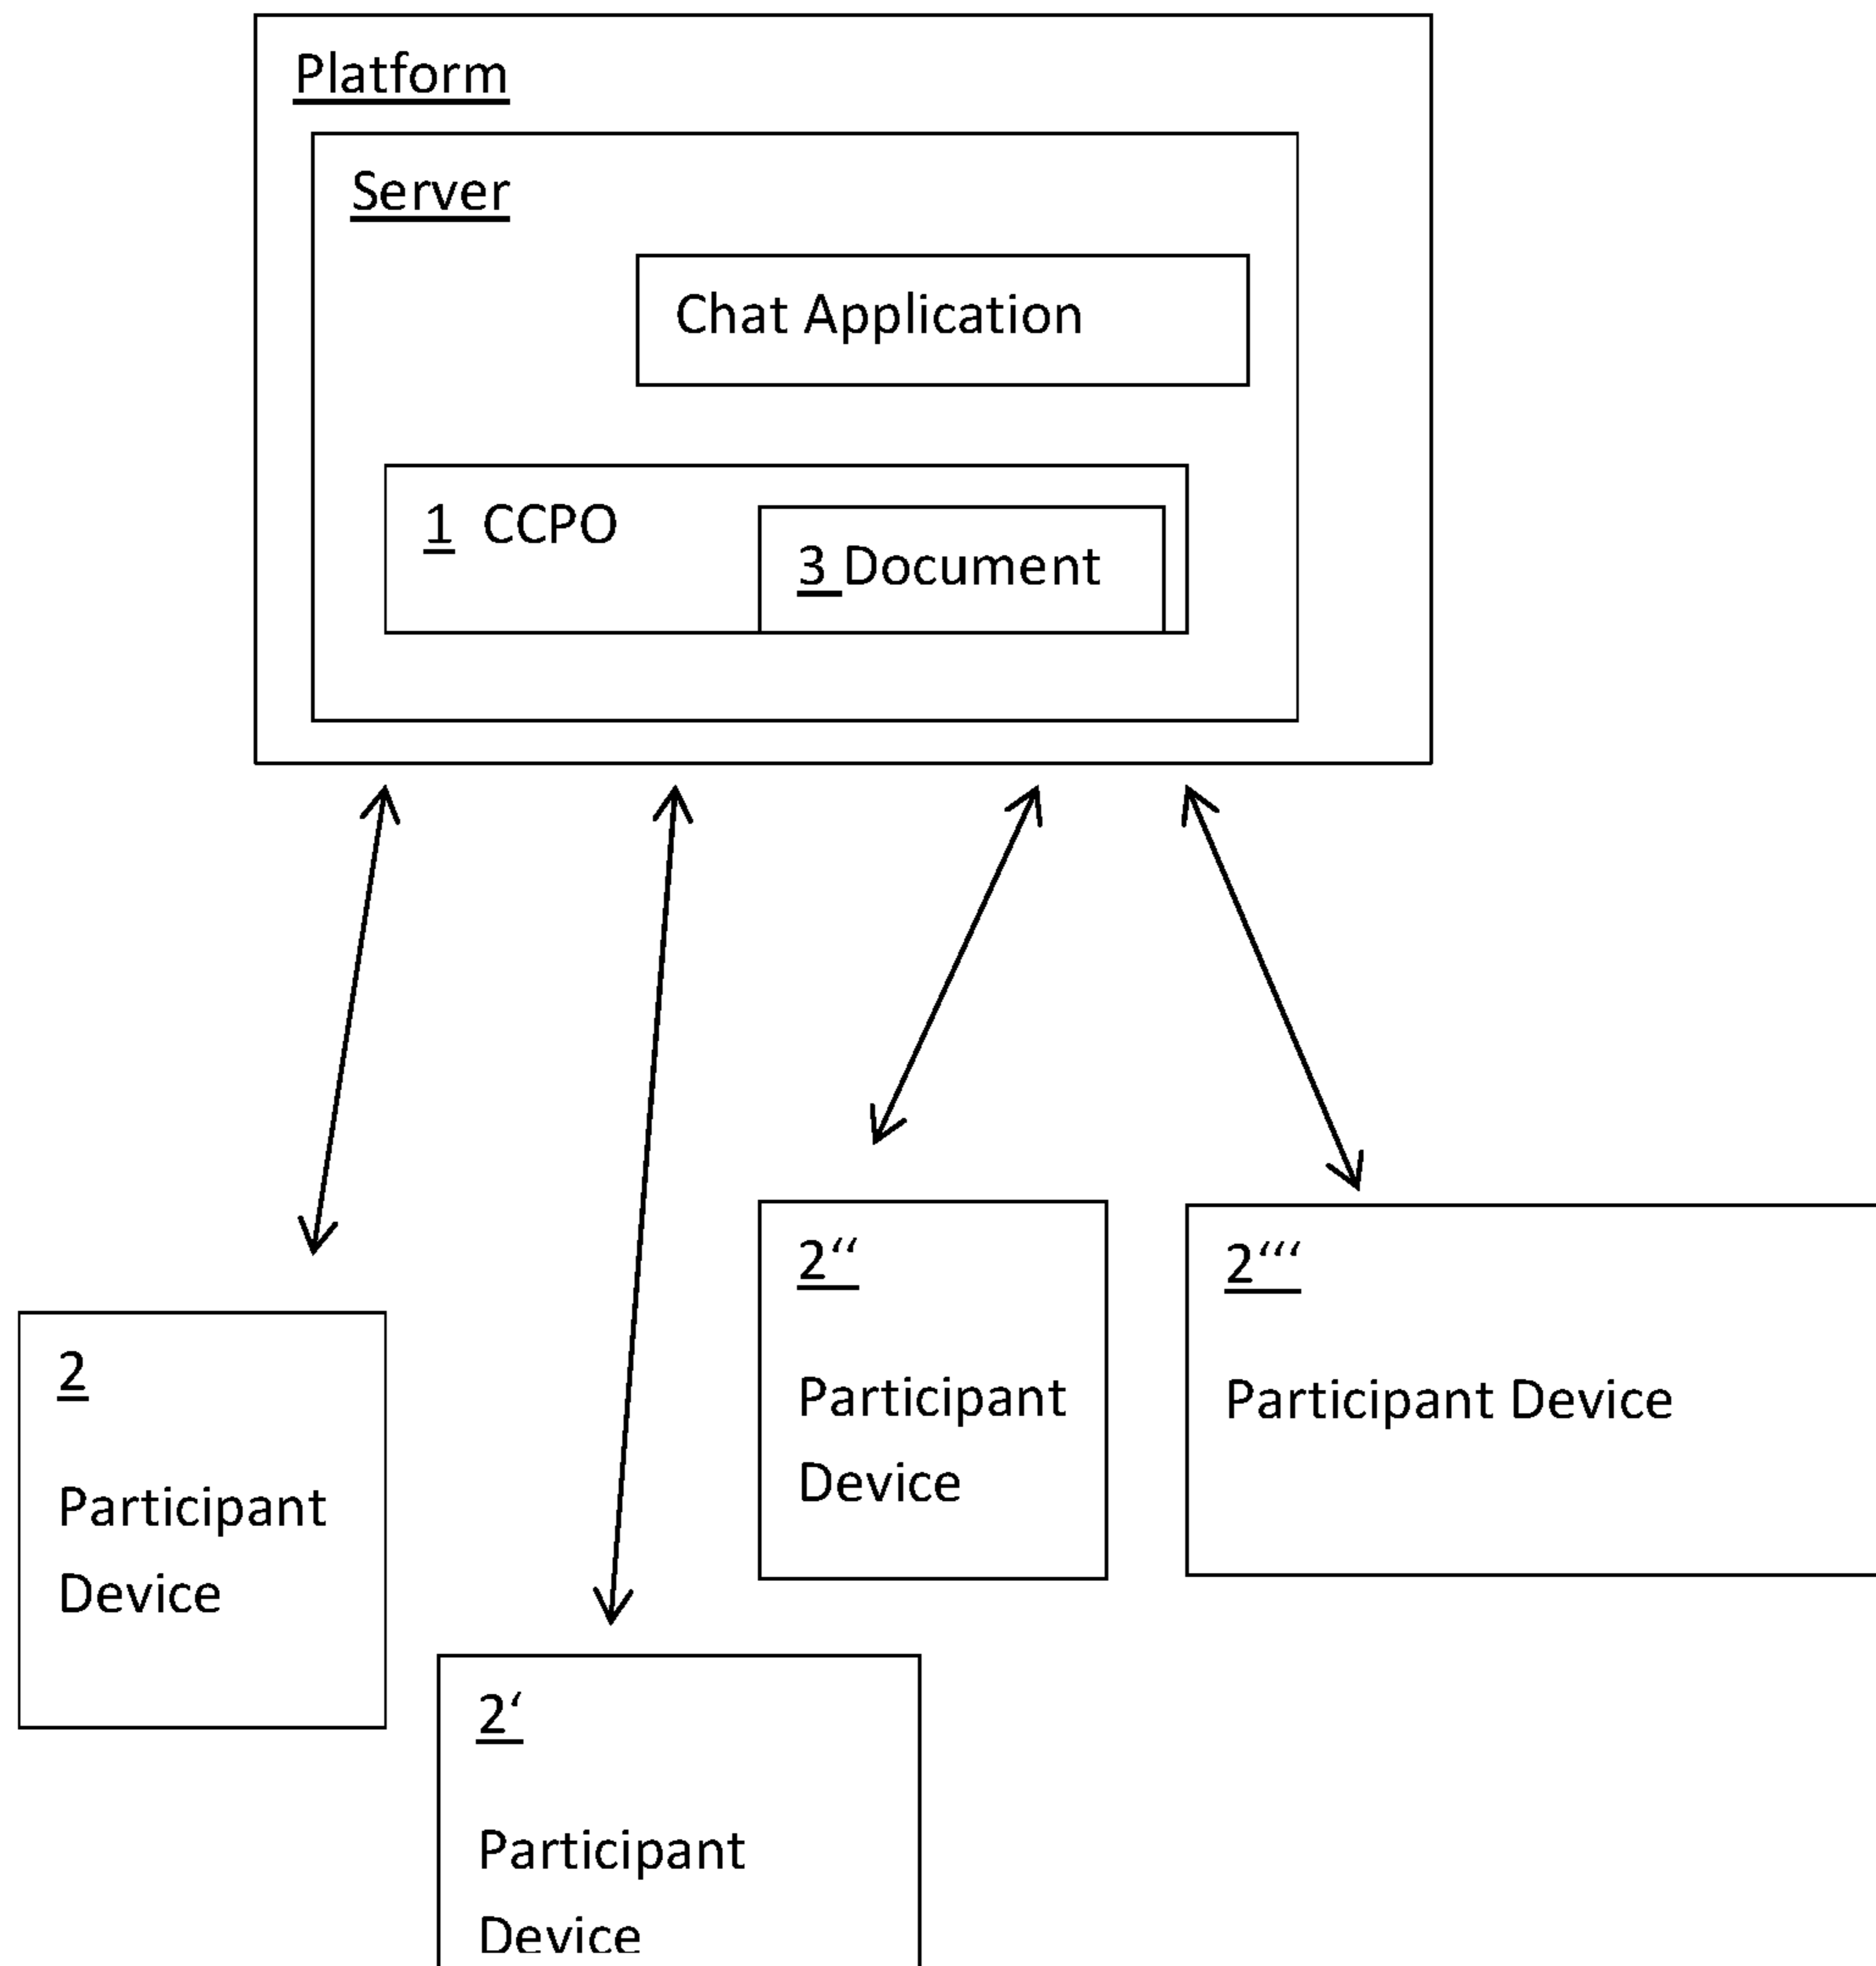 Platform
Server
Chat Application
1 CCPO
3 Document
2
Participant
Device
2‘
Participant
Device
2‘‘
Participant
Device
2‘‘‘
Participant Device